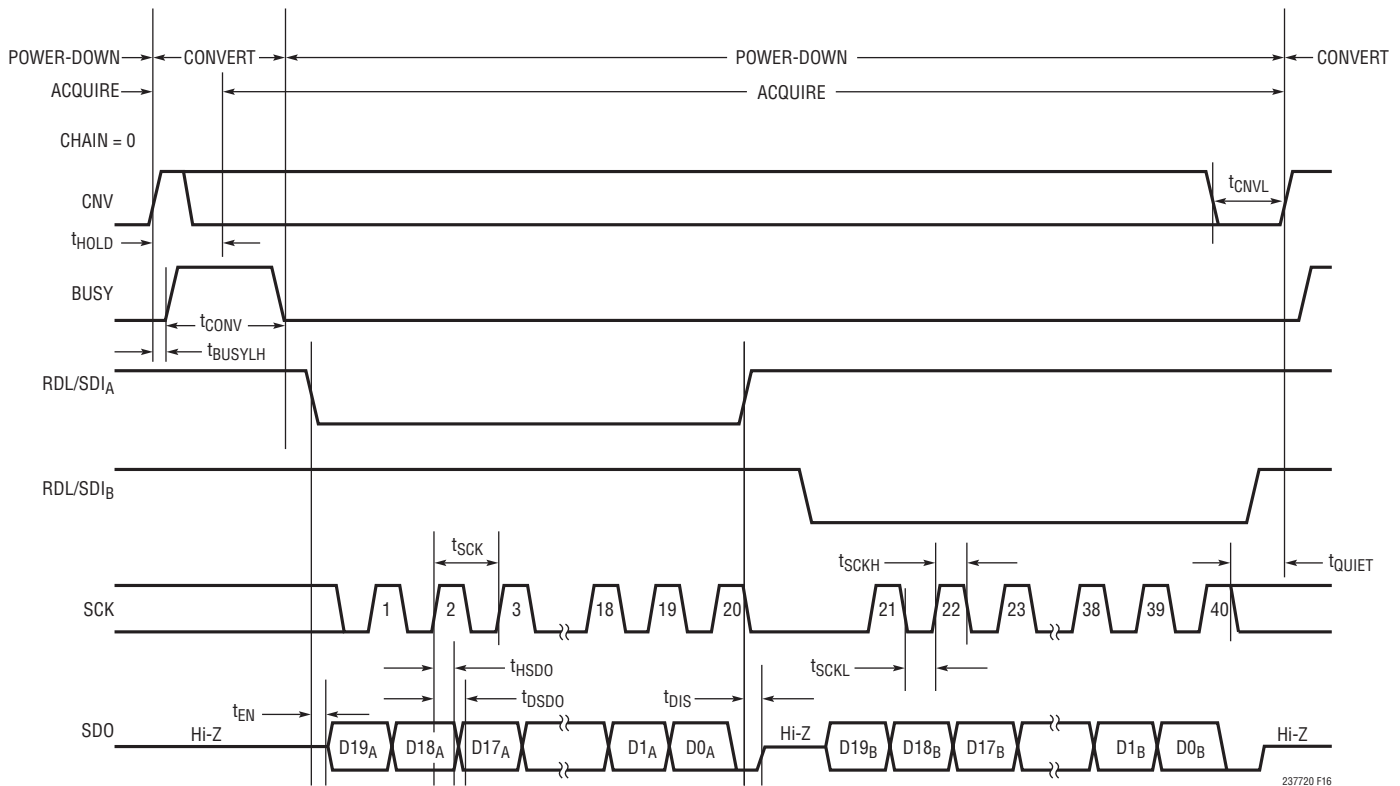 POWER-DOWN CONVERT POWER-DOWN CONVERT
ACQUIRE ACQUIRE
CHAIN = 0
CNV tCNVL
tHOLD
BUSY
tCONV
tBUSYLH
RDL/SDIA
RDL/SDIB
tSCK tSCKH tQUIET
SCK 1 2 3 18 19 20 21 22 23 38 39 40
tHSDO tSCKL
tEN tDSDO tDIS
SDO Hi-Z D19A D18A D17A D1A D0A Hi-Z D19B D18B D17B D1B D0B Hi-Z
237720 F16